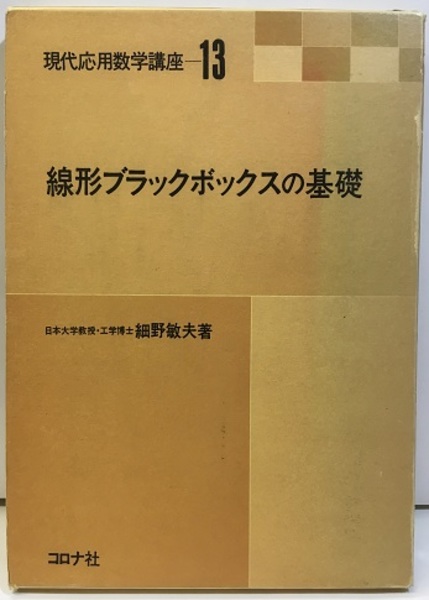 現代応用数学講座—13
線形ブラックボックスの基礎
日本大学教授・工学博士 細野敏夫著
コロナ社